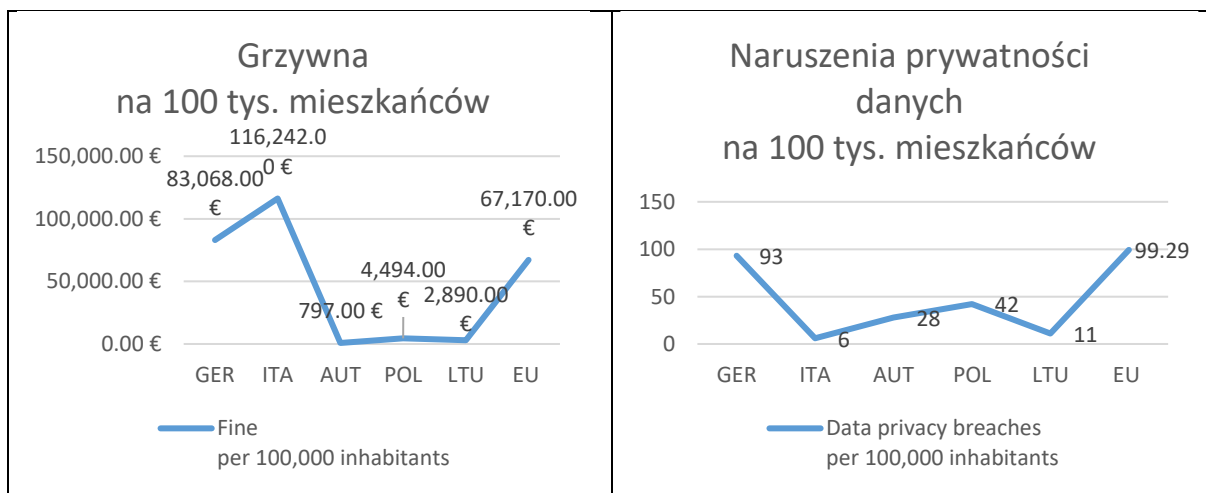 Grzywna
na 100 tys. mieszkańców
116,242.0
0 €
150,000.00 €
83,068.00
€
67,170.00
€
100,000.00 €
4,494.00
€
50,000.00 €
2,890.00
€
797.00 €
0.00 €
GER ITA AUT POL LTU EU
Fine
per 100,000 inhabitants
Naruszenia prywatności
danych
na 100 tys. mieszkańców
150
100
93
99.29
50
42
28
11
6
0
GER ITA AUT POL LTU EU
Data privacy breaches
per 100,000 inhabitants